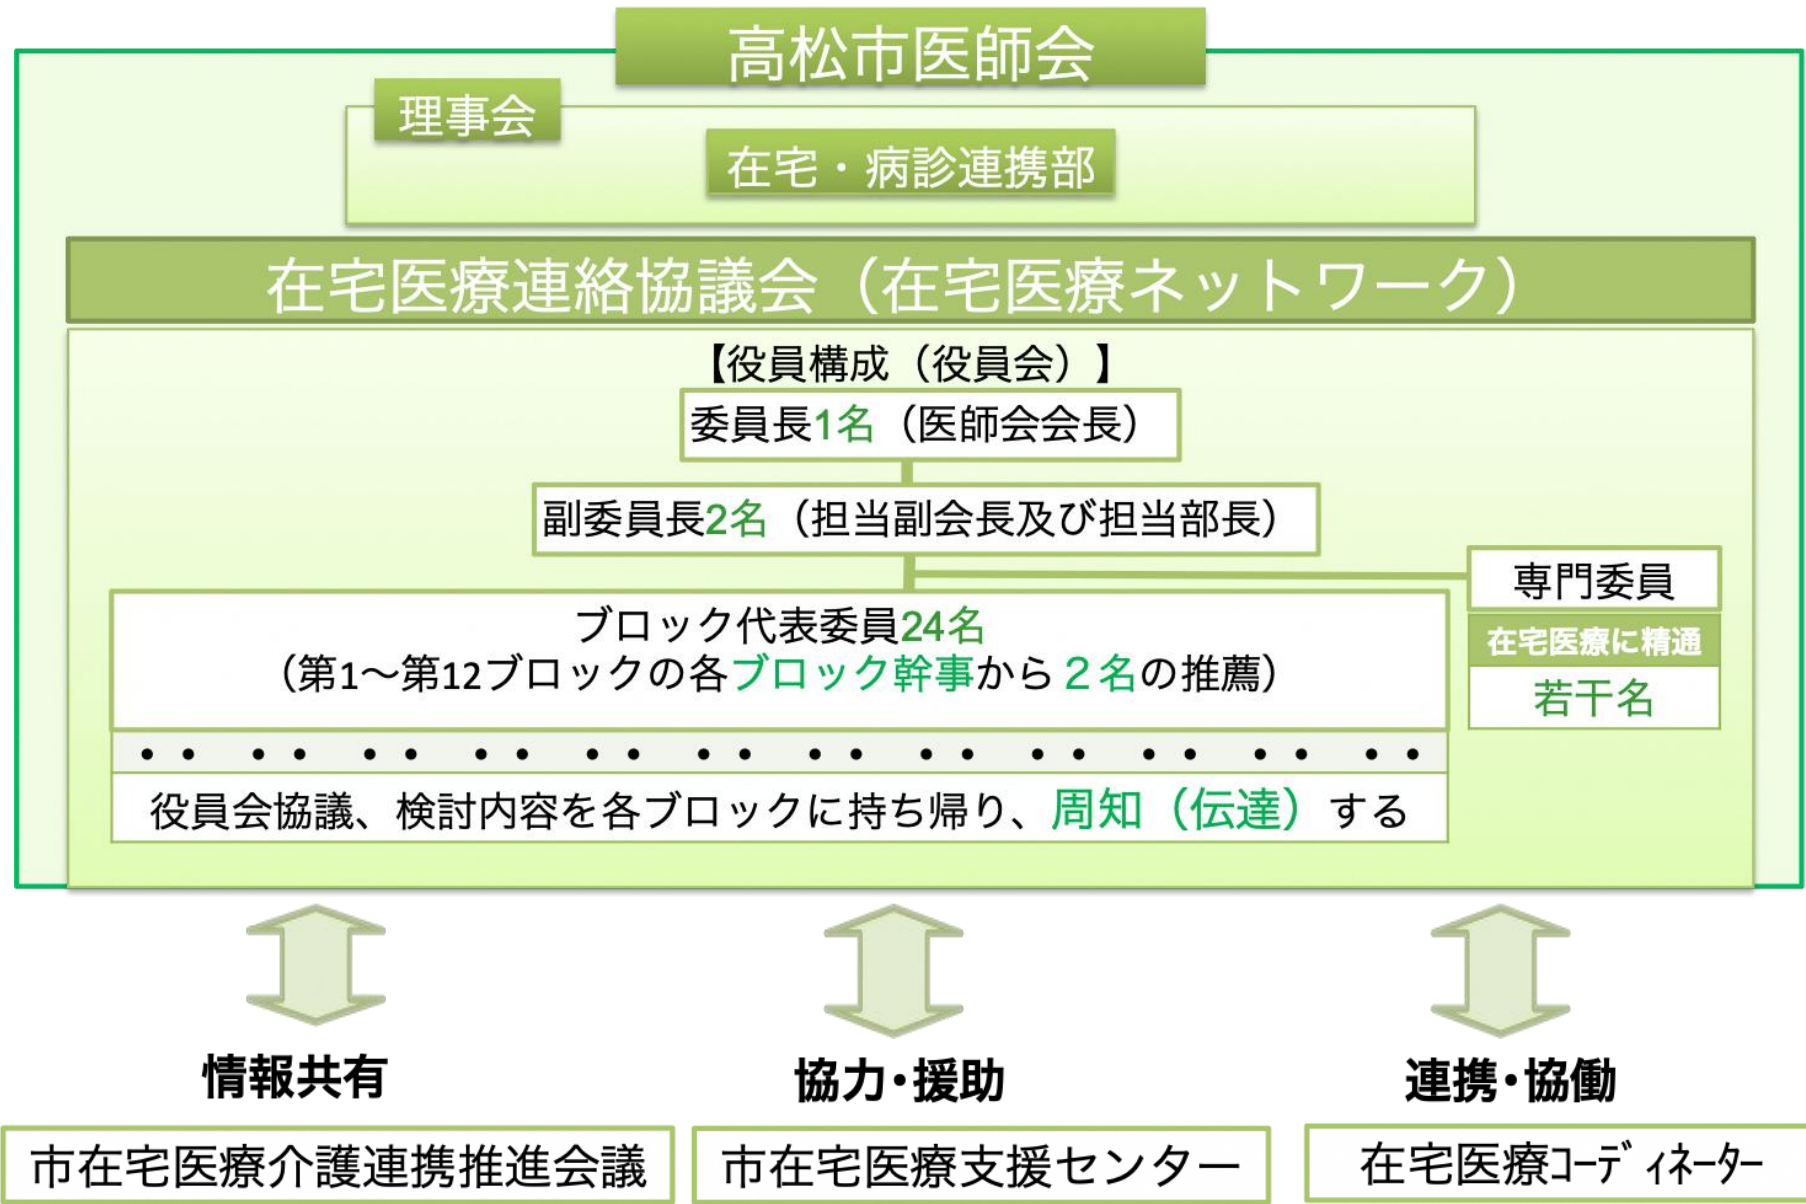 高松市医師会
理事会
在宅・病診連携部
在宅医療連絡協議会（在宅医療ネットワーク）
【役員構成（役員会）】
委員長1名（医師会会長）
副委員長2名（担当副会長及び担当部長）
専門委員
在宅医療に精通
若干名
ブロック代表委員24名
（第1～第12ブロックの各ブロック幹事から２名の推薦）
・・ ・・ ・・ ・・ ・・ ・・ ・・ ・・ ・・ ・・ ・・ ・・
役員会協議、検討内容を各ブロックに持ち帰り、周知（伝達）する
情報共有
協力・援助
連携・協働
市在宅医療介護連携推進会議
市在宅医療支援センター
在宅医療ｺｰﾃﾞｨﾈｰﾀｰ